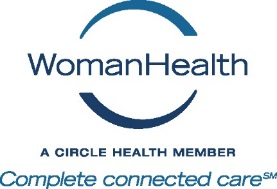 WomanHealth
A CIRCLE HEALTH MEMBER
Complete connected care℠